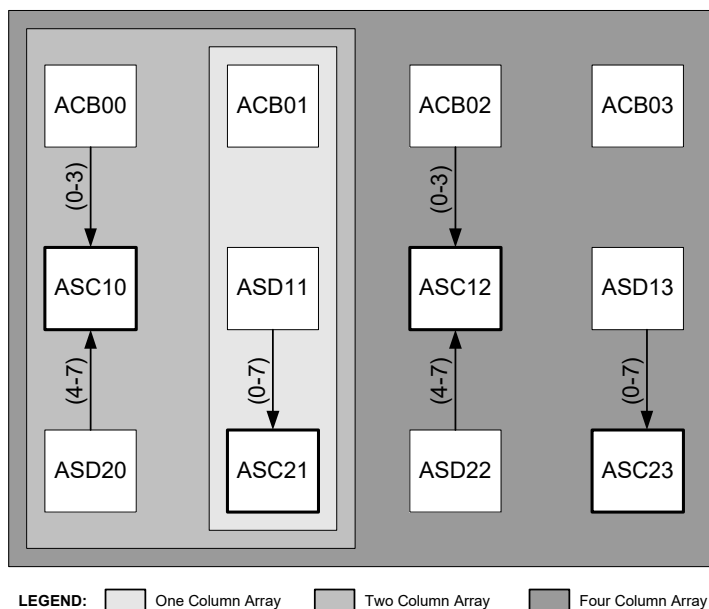 ACB00 ACB01 ACB02 ACB03
(0-3) (0-3)
ASC10 ASD11 ASC12 ASD13
(4-7) (0-7) (4-7) (0-7)
ASD20 ASC21 ASD22 ASC23
LEGEND: One Column Array Two Column Array Four Column Array